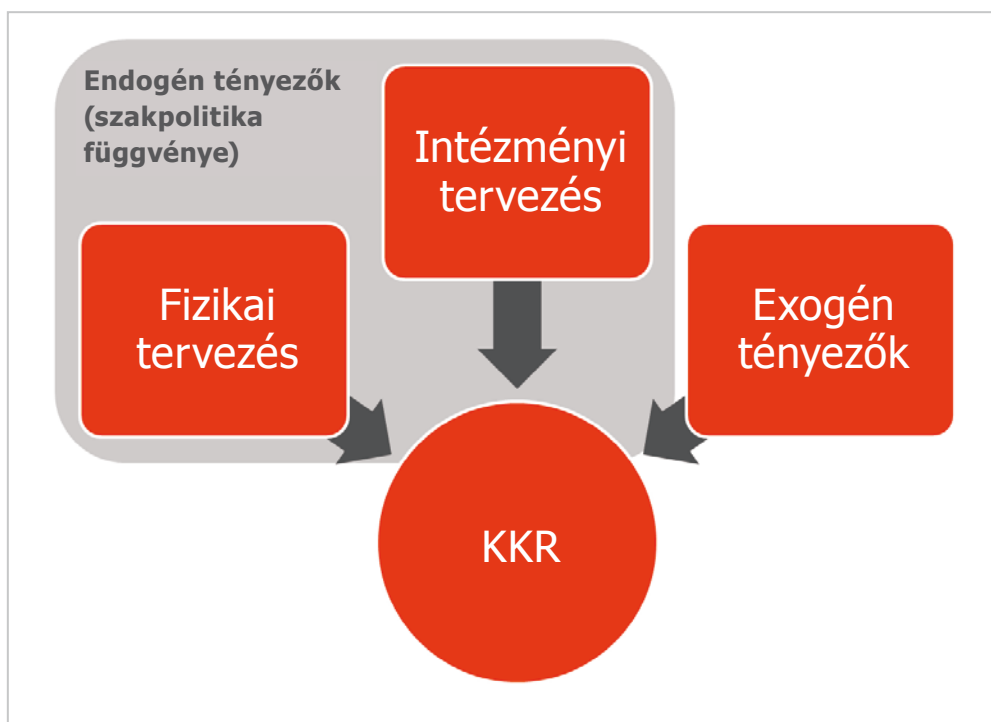 Endogén tényezők
(szakpolitika
függvénye)
Intézményi
tervezés
Fizikai
tervezés
Exogén
tényezők
KKR